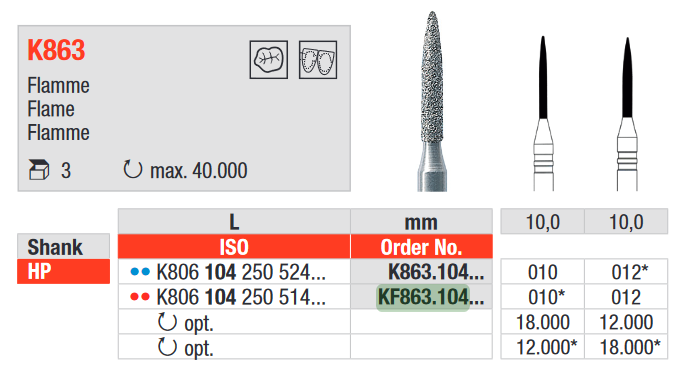 K863
Flamme
Flame
Flamme
3 max. 40.000
L mm 10,0 10,0
Shank ISO Order No.
HP K806 104 250 524... K863.104... 010 012*
K806 104 250 514... KF863.104... 010* 012
opt. 18.000 12.000
opt. 12.000* 18.000*